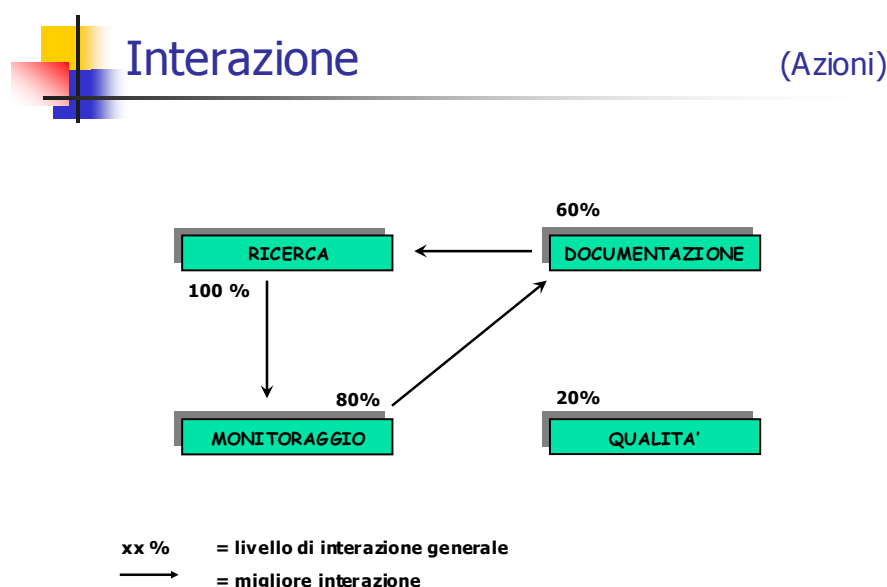 Interazione (Azioni)
60%
RICERCA DOCUMENTAZIONE
100 %
80% 20%
MONITORAGGIO QUALITA'
xx % = livello di interazione generale
= migliore interazione